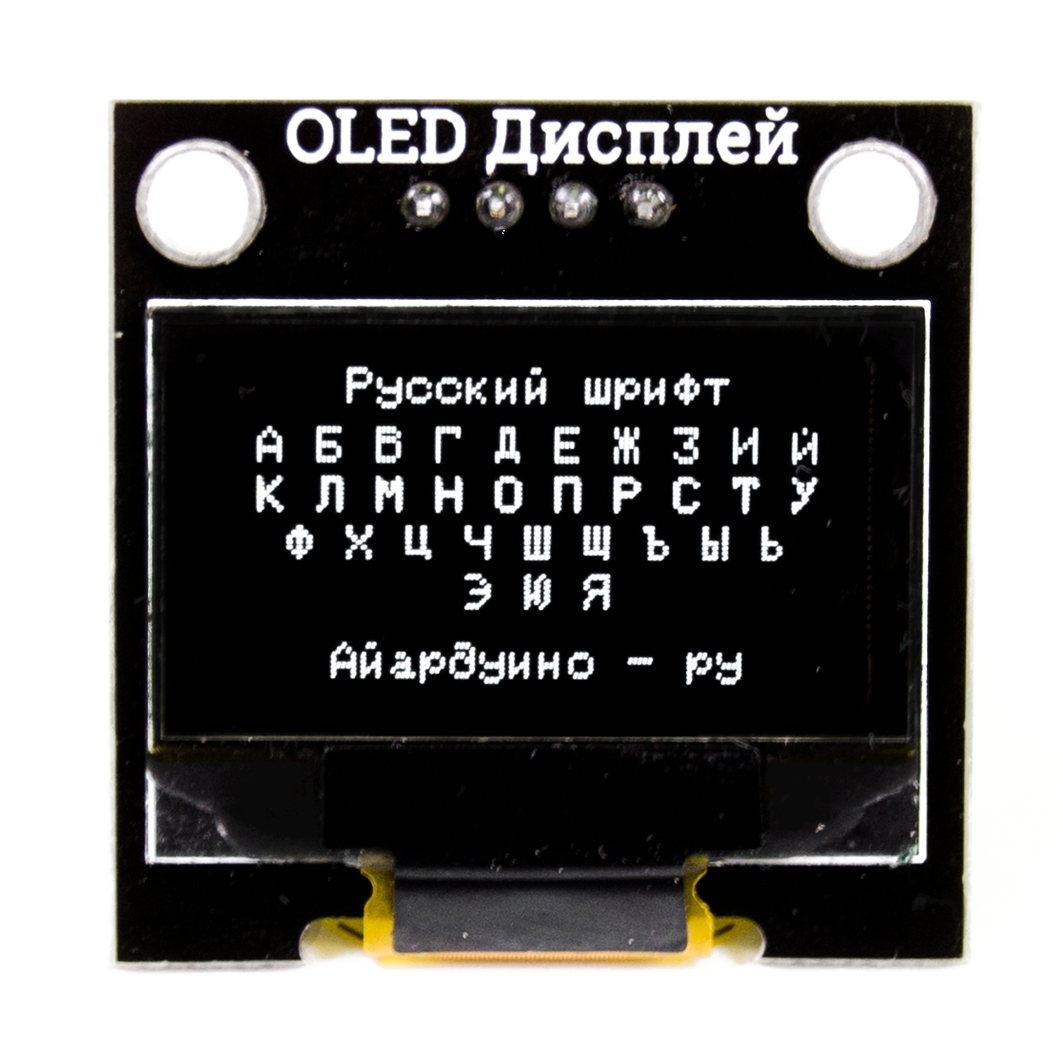 OLED Дисплей
Русский шрифт
А Б В Г Д Е Ж З И Й
К Л М Н О П Р С Т У
Ф Х Ц Ч Ш Щ Ъ Ы Ь
Э Ю Я
Айардуино - ру